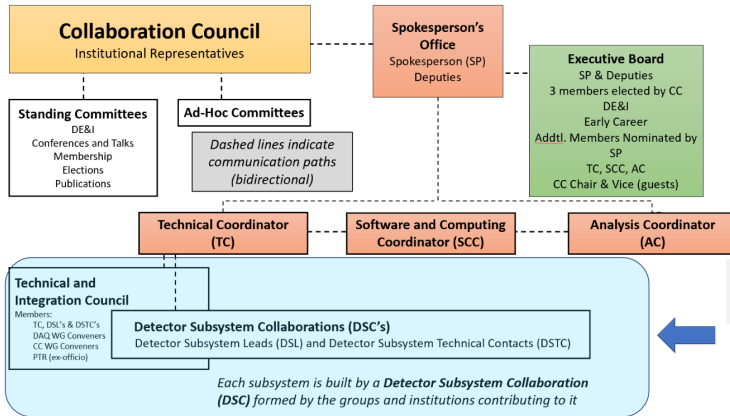 Collaboration Council
Institutional Representatives
Spokesperson's
Office
Spokesperson (SP)
Deputies
Executive Board
SP & Deputies
3 members elected by CC
DE&I
Early Career
Addtl. Members Nominated by
SP
TC, SCC, AC
CC Chair & Vice (guests)
Standing Committees
DE&I
Conferences and Talks
Membership
Elections
Publications
Ad-Hoc Committees
Dashed lines indicate
communication paths
(bidirectional)
Technical Coordinator
(TC)
Software and Computing
Coordinator (SCC)
Analysis Coordinator
(AC)
Technical and
Integration Council
Members:
TC, DSL's & DSTC's
DAQ WG Conveners
CC WG Conveners
PTR (ex-officio)
Detector Subsystem Collaborations (DSC's)
Detector Subsystem Leads (DSL) and Detector Subsystem Technical Contacts (DSTC)
Each subsystem is built by a Detector Subsystem Collaboration
(DSC) formed by the groups and institutions contributing to it